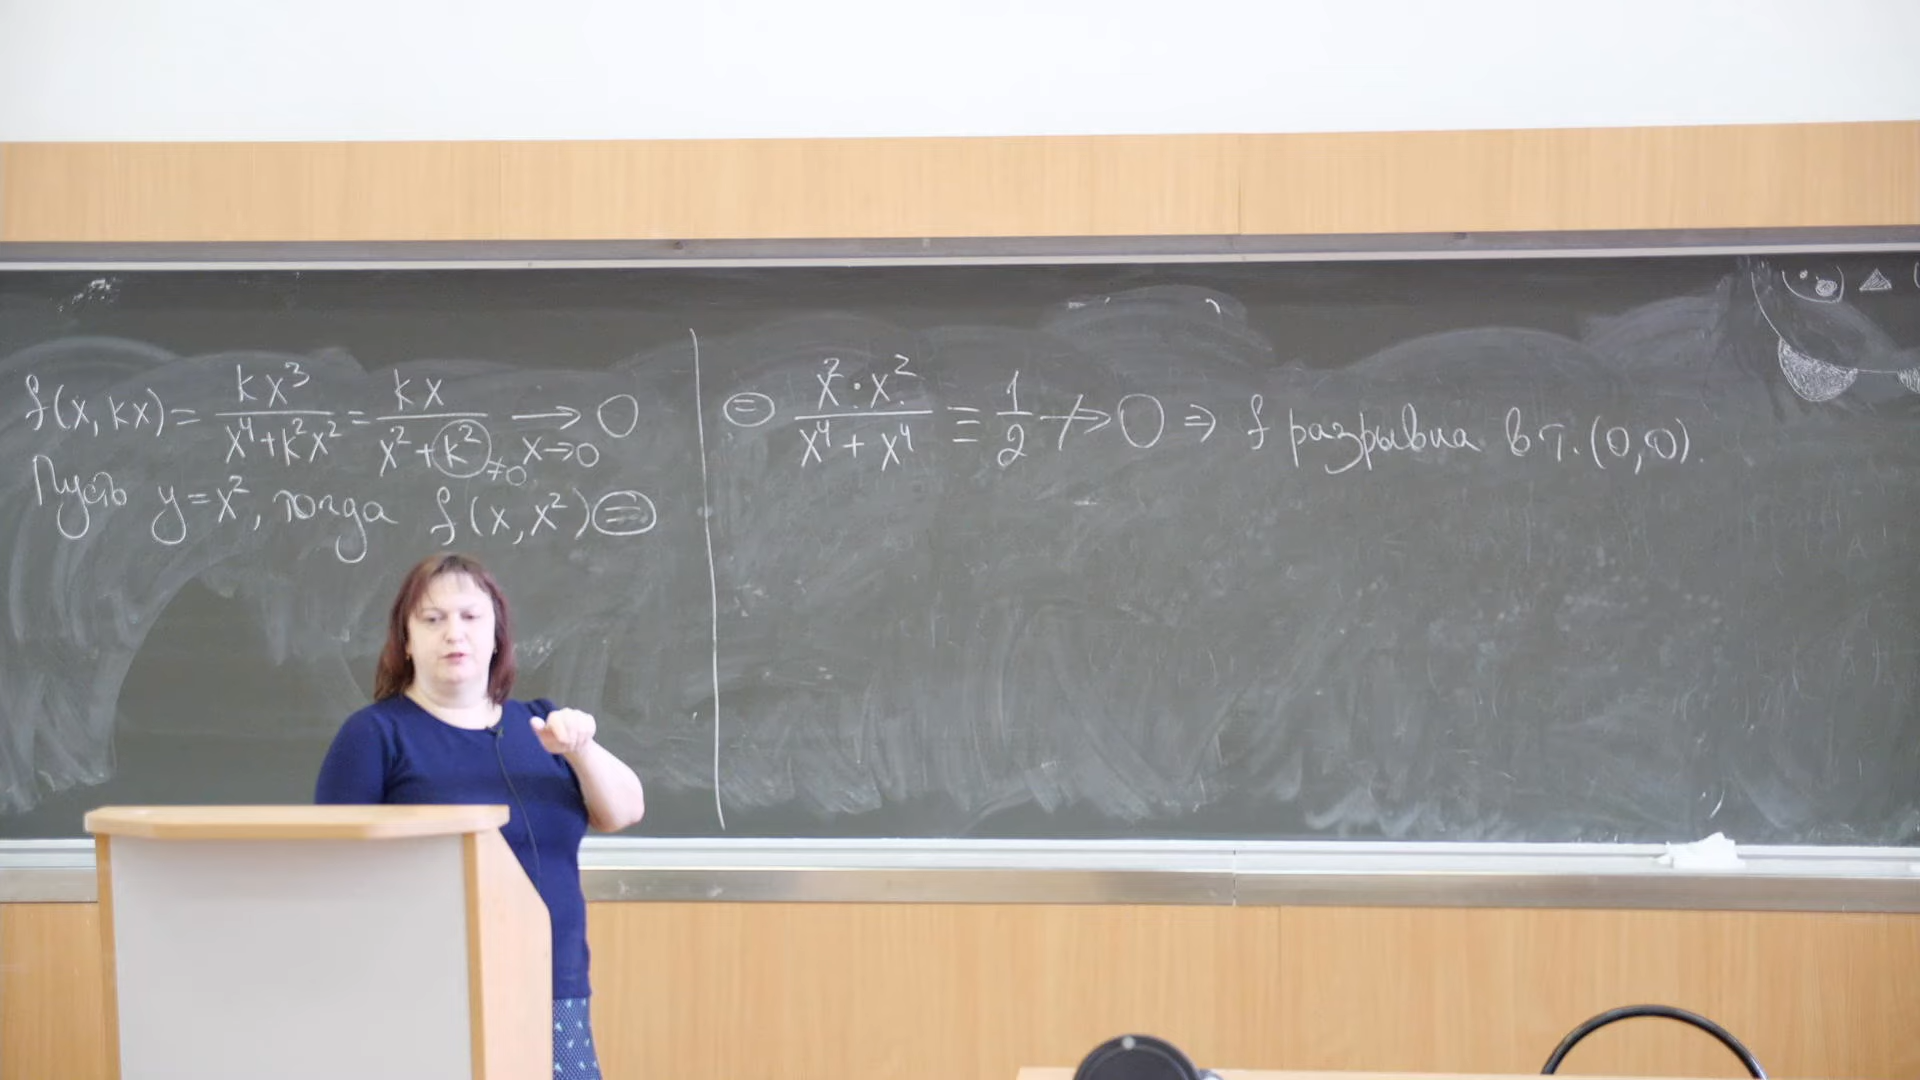 f(x, kx) = kx³/(x⁴+k²x²) = kx/(x²+k²) → 0
≠0 x→0
Пусть y=x², тогда f(x, x²) =
= x²·x²/(x⁴+x⁴) ≡ 1/2 ↛ 0 ⇒ f разрывна в т. (0,0).